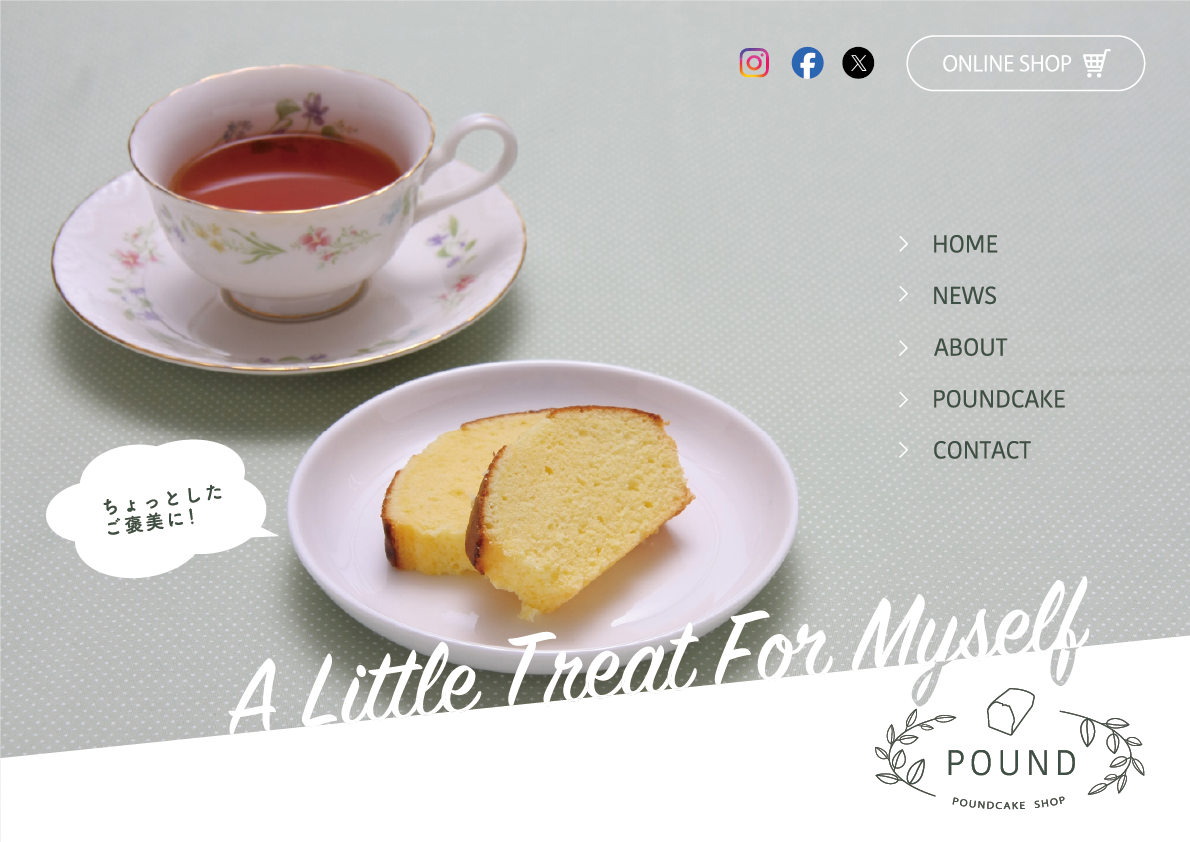 ONLINE SHOP
HOME
NEWS
ABOUT
POUNDCAKE
CONTACT
ちょっとした
ご褒美に！
A Little Treat For Myself
POUND
POUNDCAKE SHOP